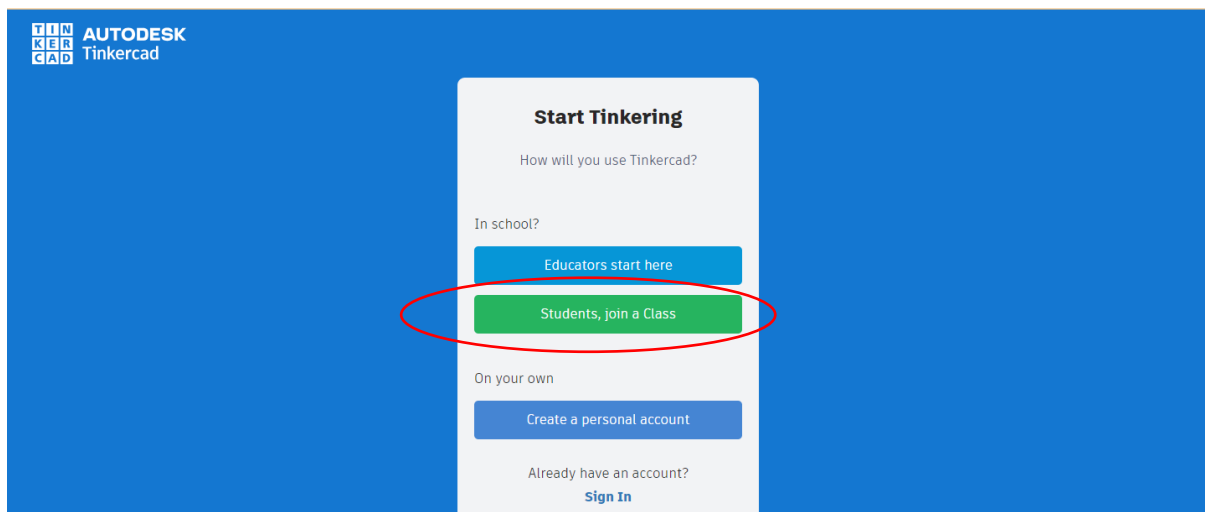 TIN
KER
CAD
AUTODESK
Tinkercad
Start Tinkering
How will you use Tinkercad?
In school?
Educators start here
Students, join a Class
On your own
Create a personal account
Already have an account?
Sign In